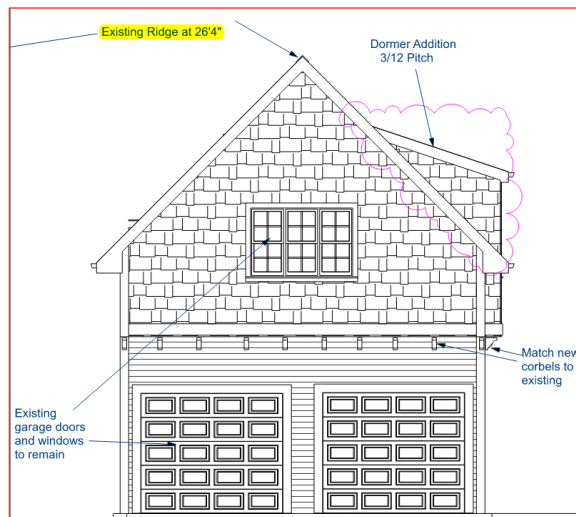 Existing Ridge at 26'4"
Dormer Addition
3/12 Pitch
Match new
corbels to
existing
Existing
garage doors
and windows
to remain